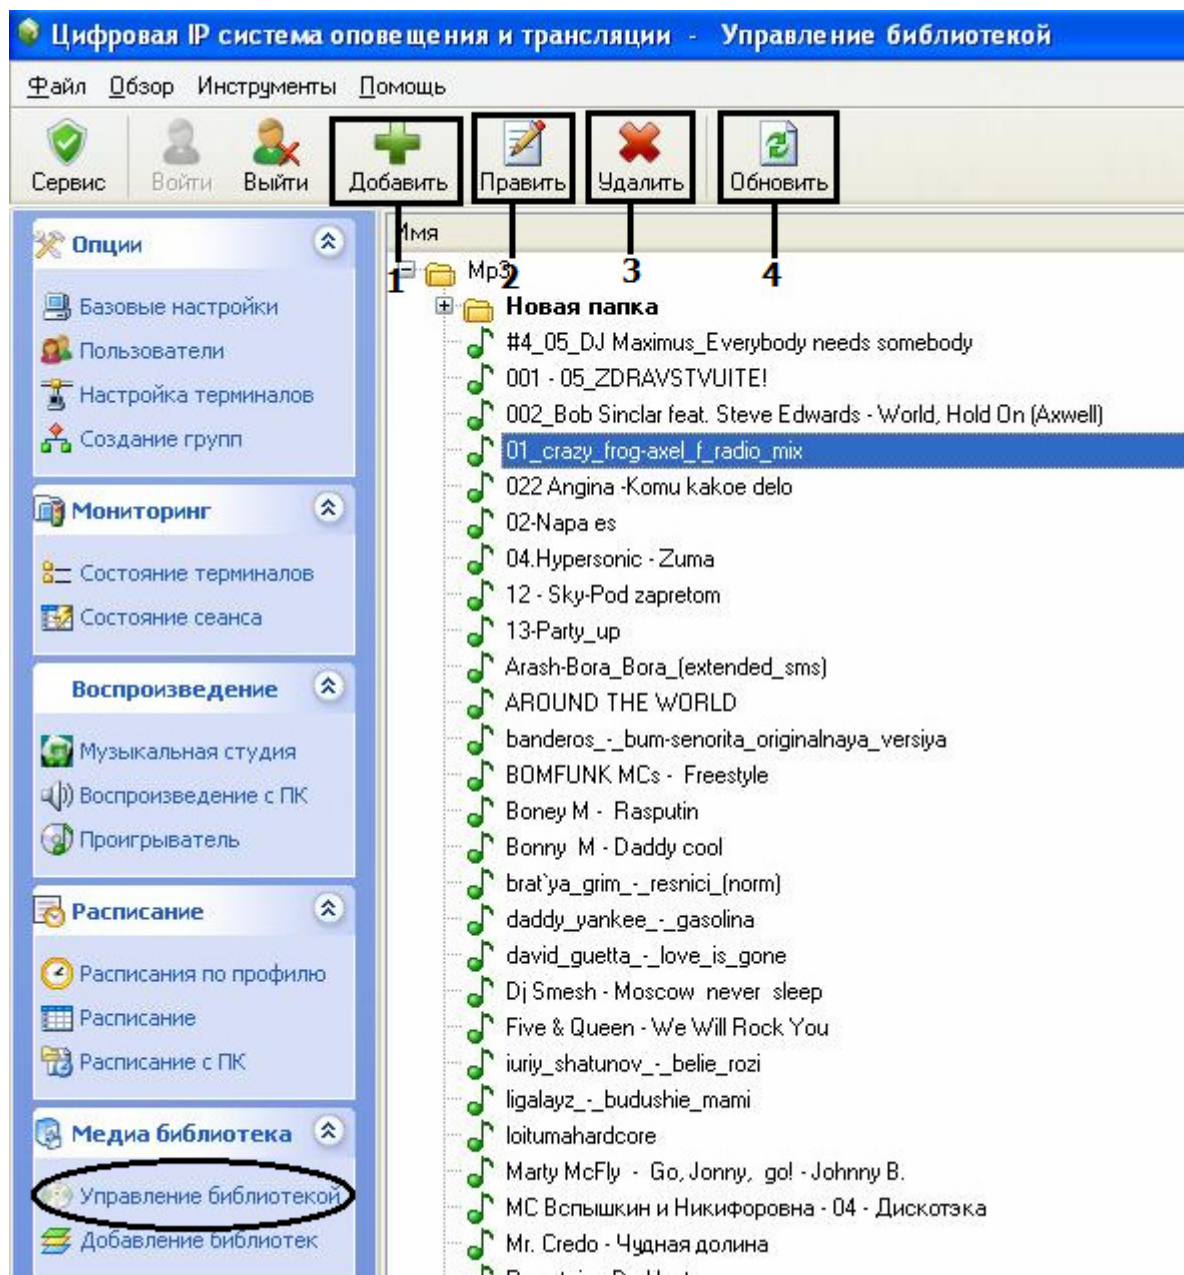 Цифровая IP система оповещения и трансляции - Управление библиотекой
Файл Обзор Инструменты Помощь
Сервис Войти Выйти Добавить Править Удалить Обновить
1 2 3 4
Опции
Базовые настройки
Пользователи
Настройка терминалов
Создание групп
Мониторинг
Состояние терминалов
Состояние сеанса
Воспроизведение
Музыкальная студия
Воспроизведение с ПК
Проигрыватель
Расписание
Расписания по профилю
Расписание
Расписание с ПК
Медиа библиотека
Управление библиотекой
Добавление библиотек
Имя
Mp3
Новая папка
#4_05_DJ Maximus_Everybody needs somebody
001 - 05_ZDRAVSTVUITE!
002_Bob Sinclar feat. Steve Edwards - World, Hold On (Axwell)
01_crazy_frog-axel_f_radio_mix
022 Angina -Komu kakoe delo
02-Napa es
04.Hypersonic - Zuma
12 - Sky-Pod zapretom
13-Party_up
Arash-Bora_Bora_(extended_sms)
AROUND THE WORLD
banderos_-_bum-senorita_originalnaya_versiya
BOMFUNK MCs - Freestyle
Boney M - Rasputin
Bonny M - Daddy cool
brat`ya_grim_-_resnici_(norm)
daddy_yankee_-_gasolina
david_guetta_-_love_is_gone
Dj Smesh - Moscow never sleep
Five & Queen - We Will Rock You
iuriy_shatunov_-_belie_rozi
ligalayz_-_budushie_mami
loitumahardcore
Marty McFly - Go, Jonny, go! - Johnny B.
МС Вспышкин и Никифоровна - 04 - Дискотэка
Mr. Credo - Чудная долина